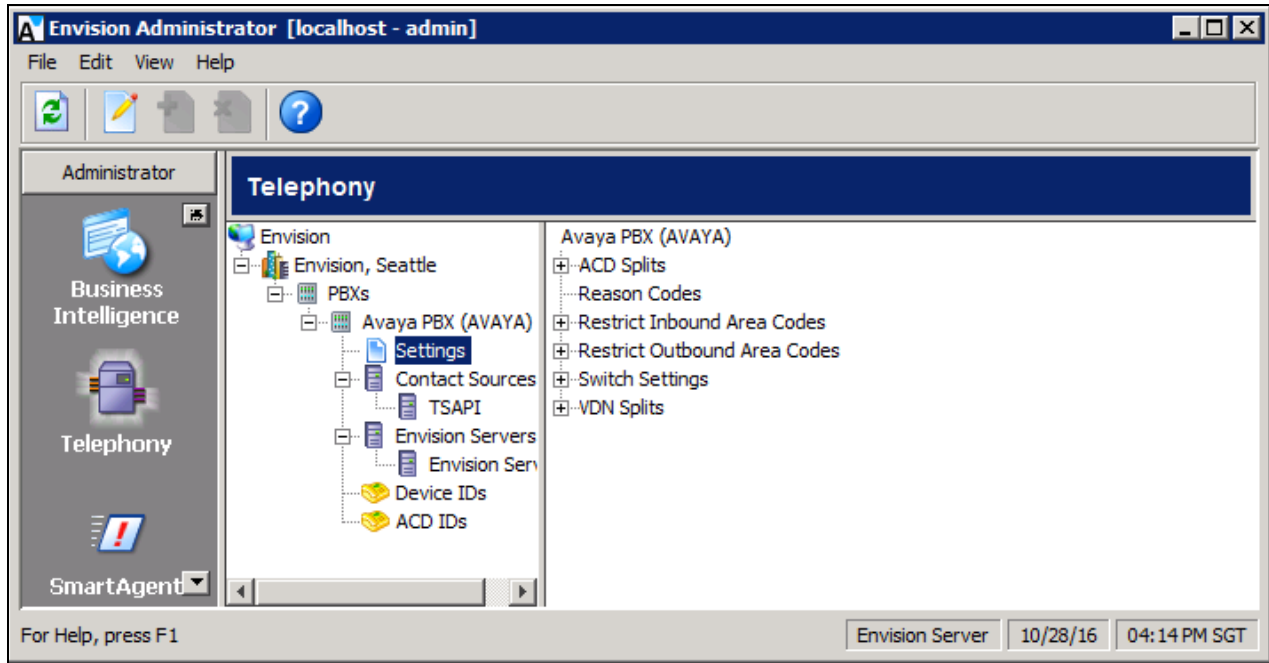 Envision Administrator [localhost - admin]
File Edit View Help
Administrator
Business
Intelligence
Telephony
SmartAgent
Telephony
Envision
Envision, Seattle
PBXs
Avaya PBX (AVAYA)
Settings
Contact Sources
TSAPI
Envision Servers
Envision Serv
Device IDs
ACD IDs
Avaya PBX (AVAYA)
ACD Splits
Reason Codes
Restrict Inbound Area Codes
Restrict Outbound Area Codes
Switch Settings
VDN Splits
For Help, press F1
Envision Server
10/28/16
04:14 PM SGT